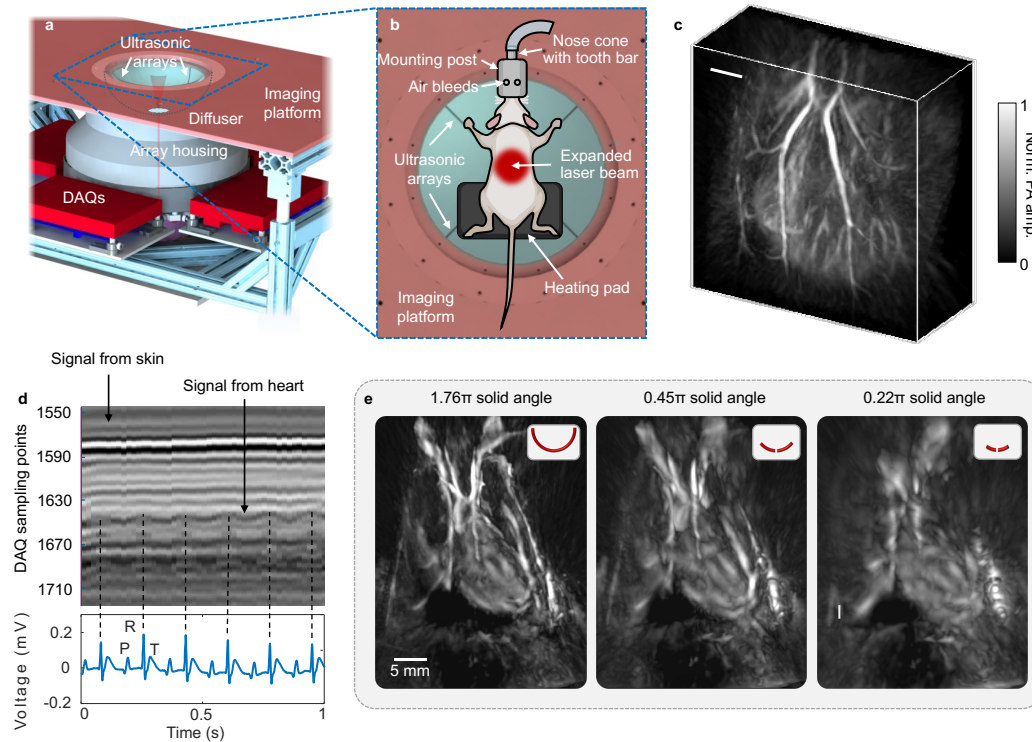 a
Ultrasonic
arrays
Imaging
platform
Diffuser
Array housing
DAQs
b
Nose cone
with tooth bar
Mounting post
Air bleeds
Ultrasonic
arrays
Expanded
laser beam
Heating pad
Imaging
platform
c
1
Norm. PA amp.
0
d
Signal from skin
Signal from heart
DAQ sampling points
1550
1590
1630
1670
1710
Voltage (mV)
0.2
0
-0.2
R
P
T
0
0.5
1
Time (s)
e
1.76π solid angle
0.45π solid angle
0.22π solid angle
5 mm